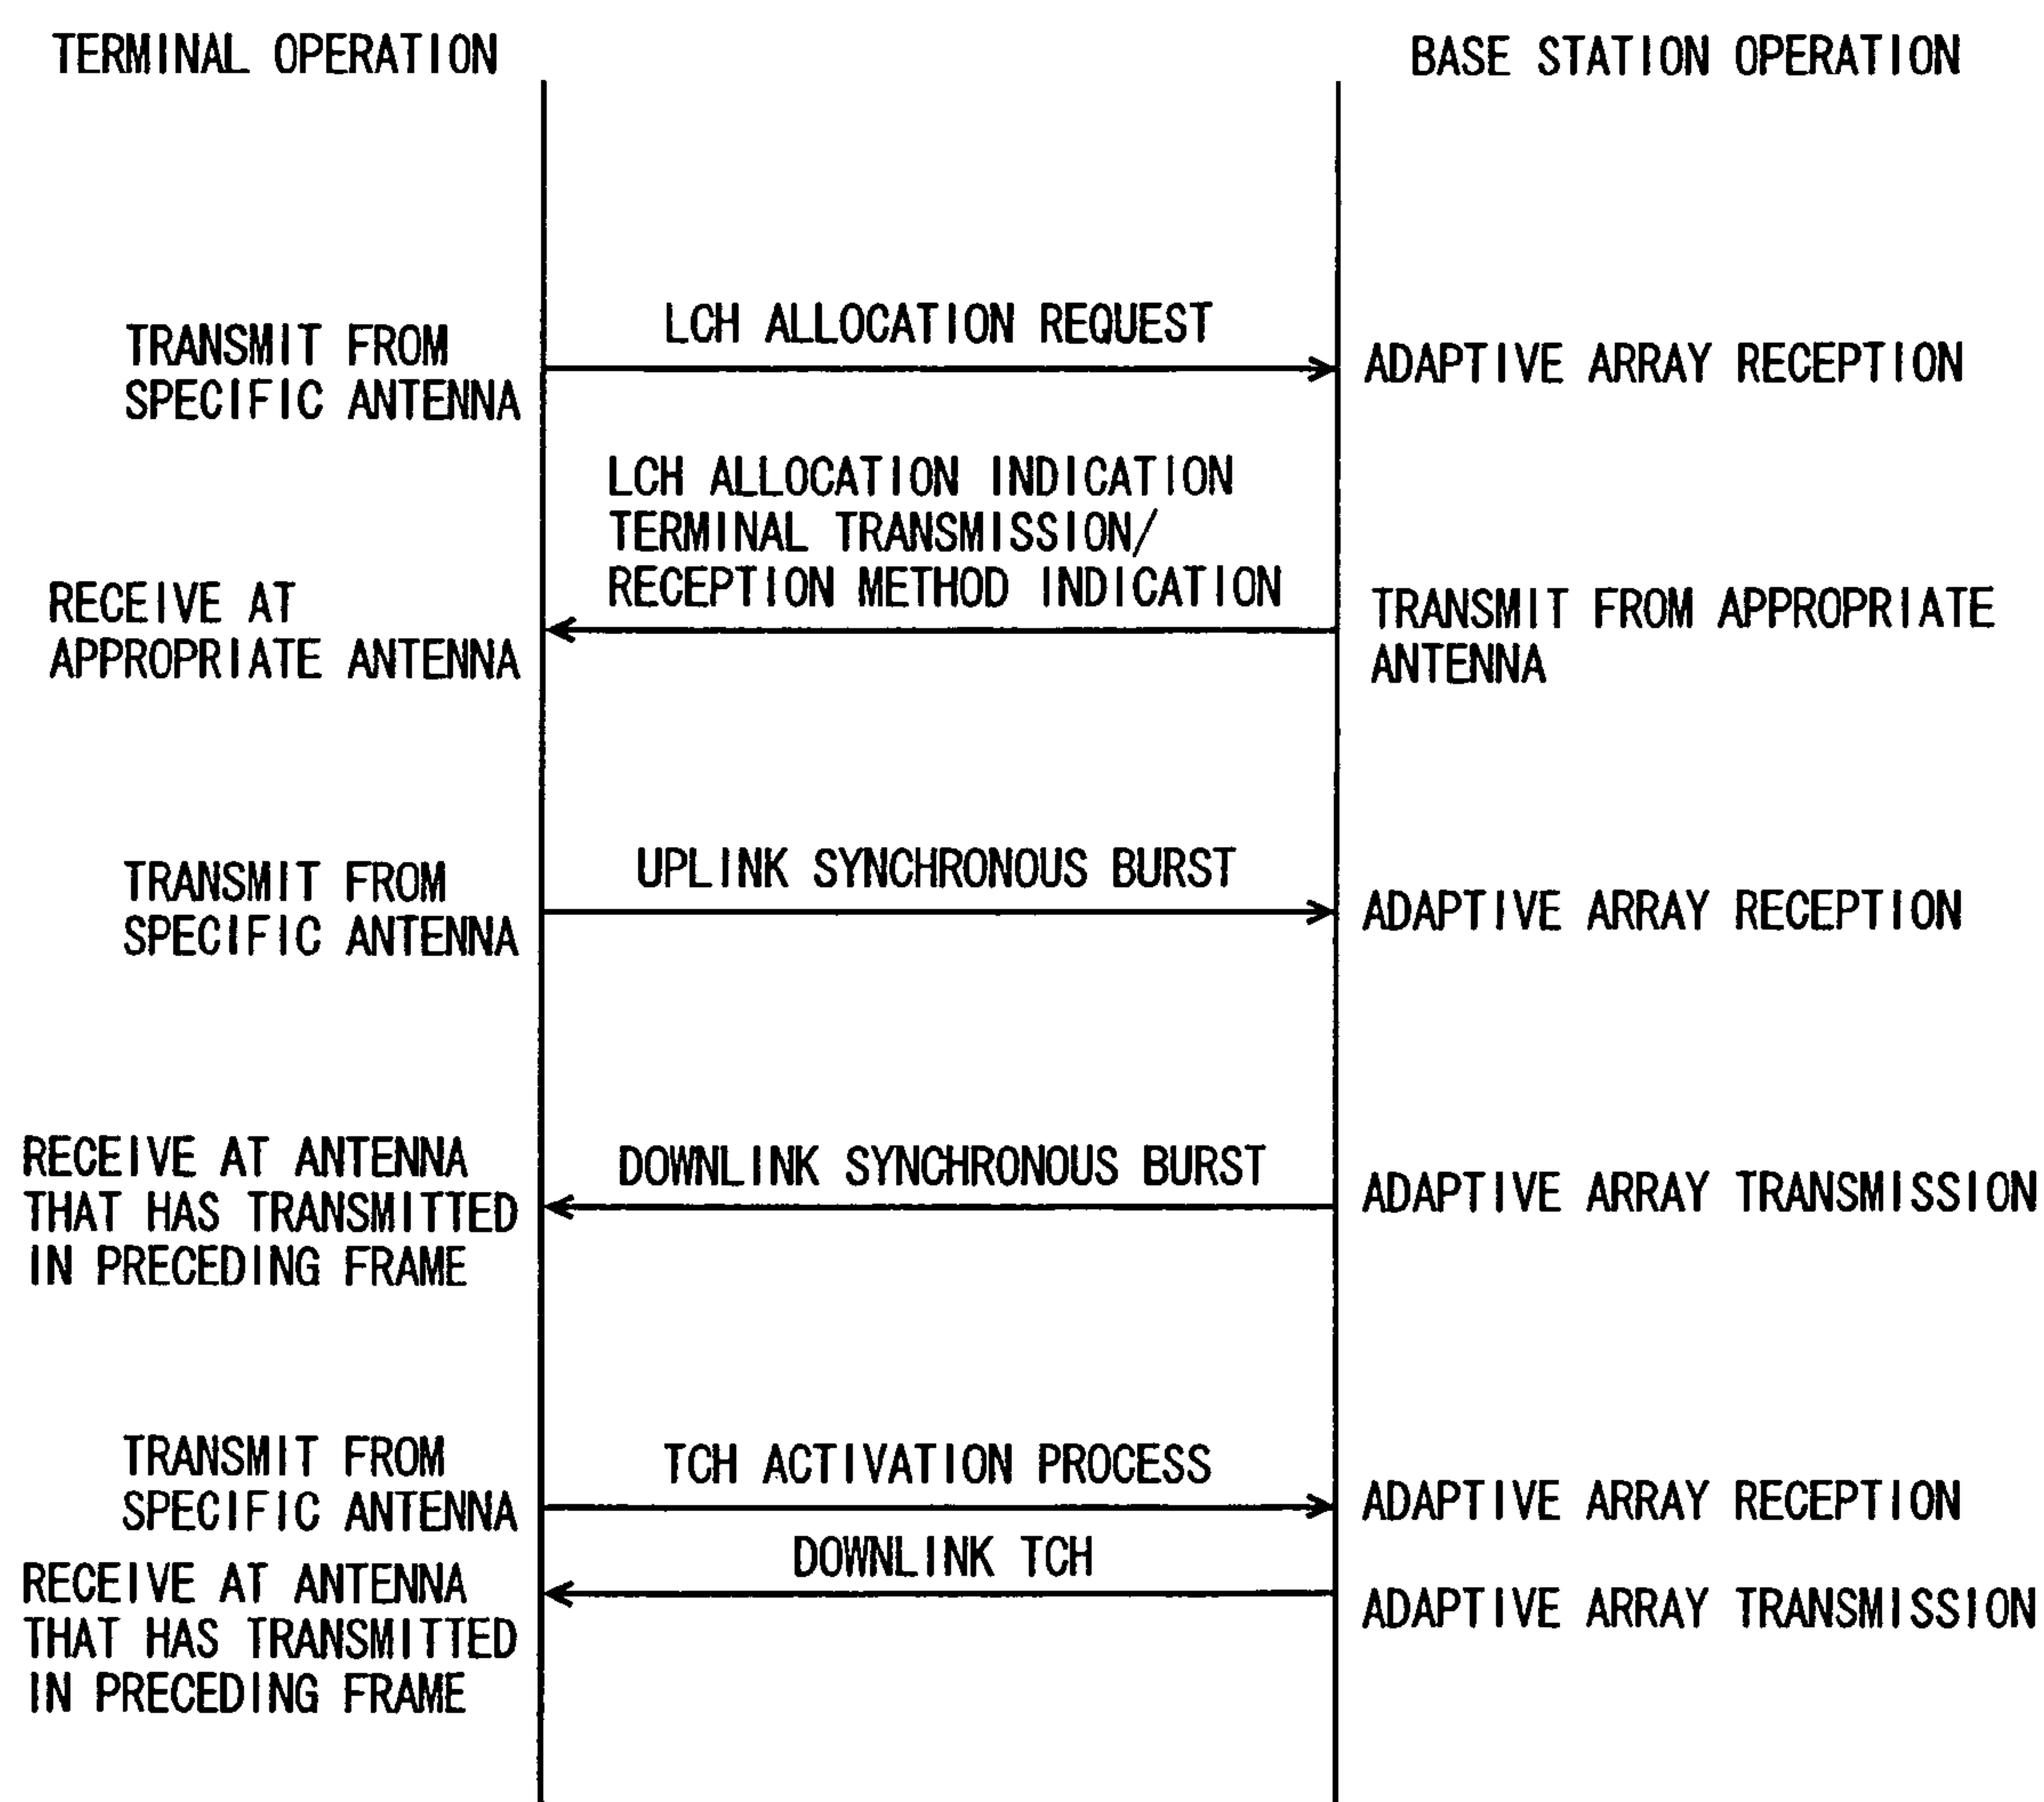 TERMINAL OPERATION
BASE STATION OPERATION
TRANSMIT FROM
SPECIFIC ANTENNA
LCH ALLOCATION REQUEST
ADAPTIVE ARRAY RECEPTION
LCH ALLOCATION INDICATION
TERMINAL TRANSMISSION/
RECEPTION METHOD INDICATION
RECEIVE AT
APPROPRIATE ANTENNA
TRANSMIT FROM APPROPRIATE
ANTENNA
TRANSMIT FROM
SPECIFIC ANTENNA
UPLINK SYNCHRONOUS BURST
ADAPTIVE ARRAY RECEPTION
RECEIVE AT ANTENNA
THAT HAS TRANSMITTED
IN PRECEDING FRAME
DOWNLINK SYNCHRONOUS BURST
ADAPTIVE ARRAY TRANSMISSION
TRANSMIT FROM
SPECIFIC ANTENNA
TCH ACTIVATION PROCESS
ADAPTIVE ARRAY RECEPTION
DOWNLINK TCH
RECEIVE AT ANTENNA
THAT HAS TRANSMITTED
IN PRECEDING FRAME
ADAPTIVE ARRAY TRANSMISSION